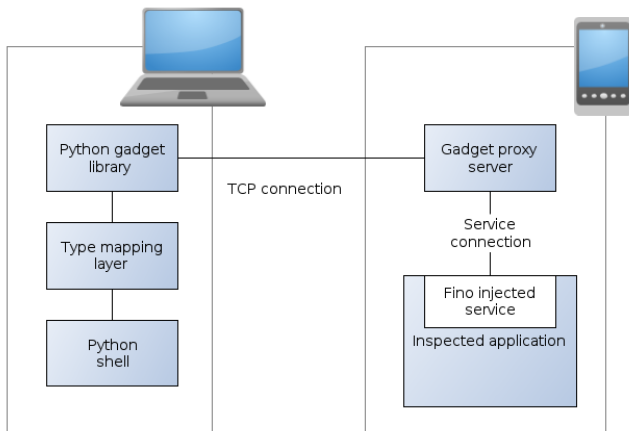 Python gadget
library
TCP connection
Gadget proxy
server
Type mapping
layer
Service
connection
Python
shell
Fino injected
service
Inspected application